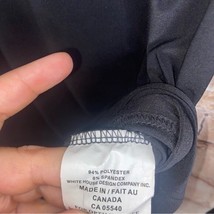 94% POLYESTER
6% SPANDEX
WHITE HOUSE DESIGN COMPANY INC.
MADE IN / FAIT AU
CANADA
CA 05540